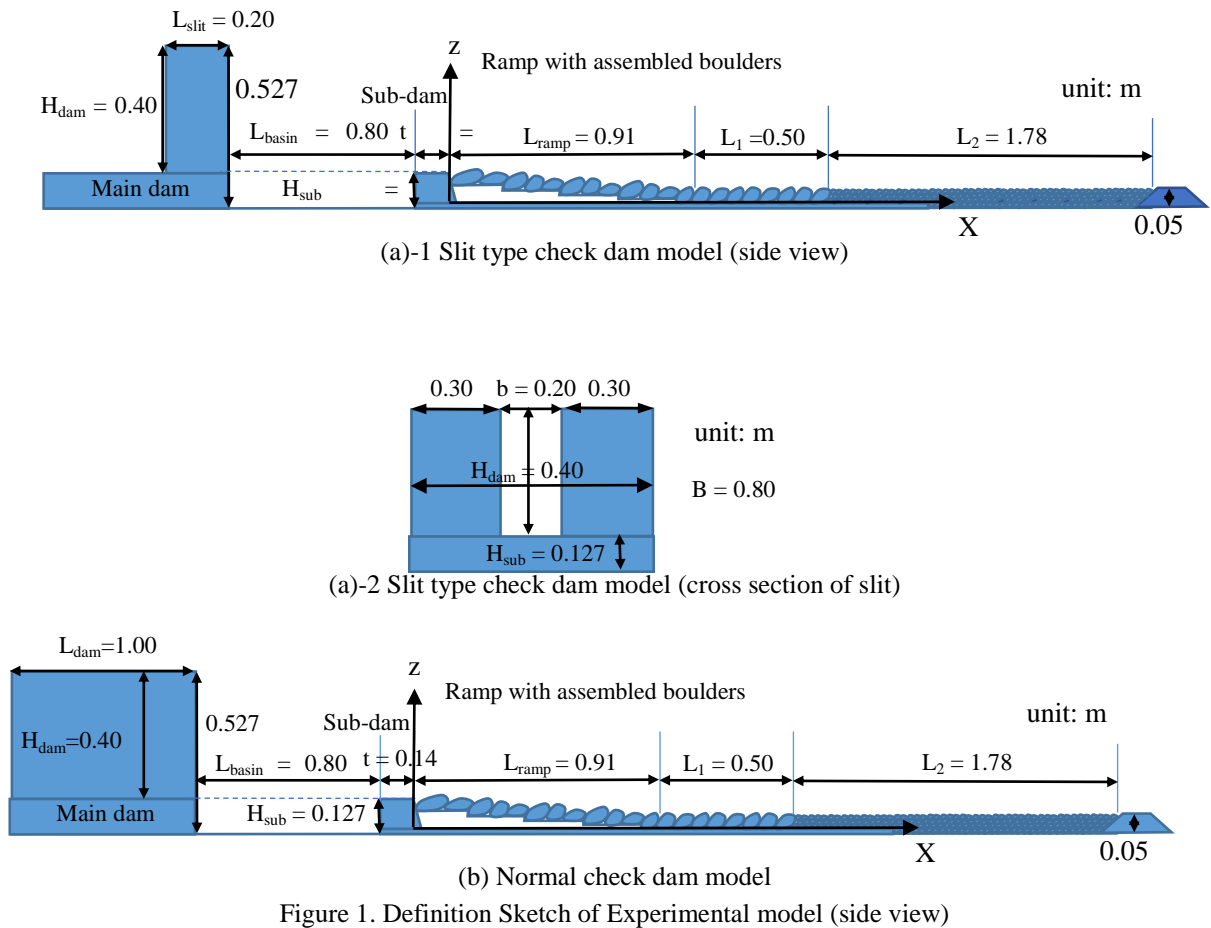 L_slit = 0.20
z
Ramp with assembled boulders
unit: m
H_dam = 0.40
0.527
Sub-dam
L_basin = 0.80 t =
L_ramp = 0.91
L_1 =0.50
L_2 = 1.78
Main dam
H_sub =
X
0.05
(a)-1 Slit type check dam model (side view)
0.30 b = 0.20 0.30
unit: m
H_dam = 0.40
B = 0.80
H_sub = 0.127
(a)-2 Slit type check dam model (cross section of slit)
L_dam=1.00
z
Ramp with assembled boulders
unit: m
H_dam=0.40
0.527
Sub-dam
t = 0.14
L_basin = 0.80
L_ramp = 0.91
L_1 = 0.50
L_2 = 1.78
Main dam
H_sub = 0.127
X
0.05
(b) Normal check dam model
Figure 1. Definition Sketch of Experimental model (side view)